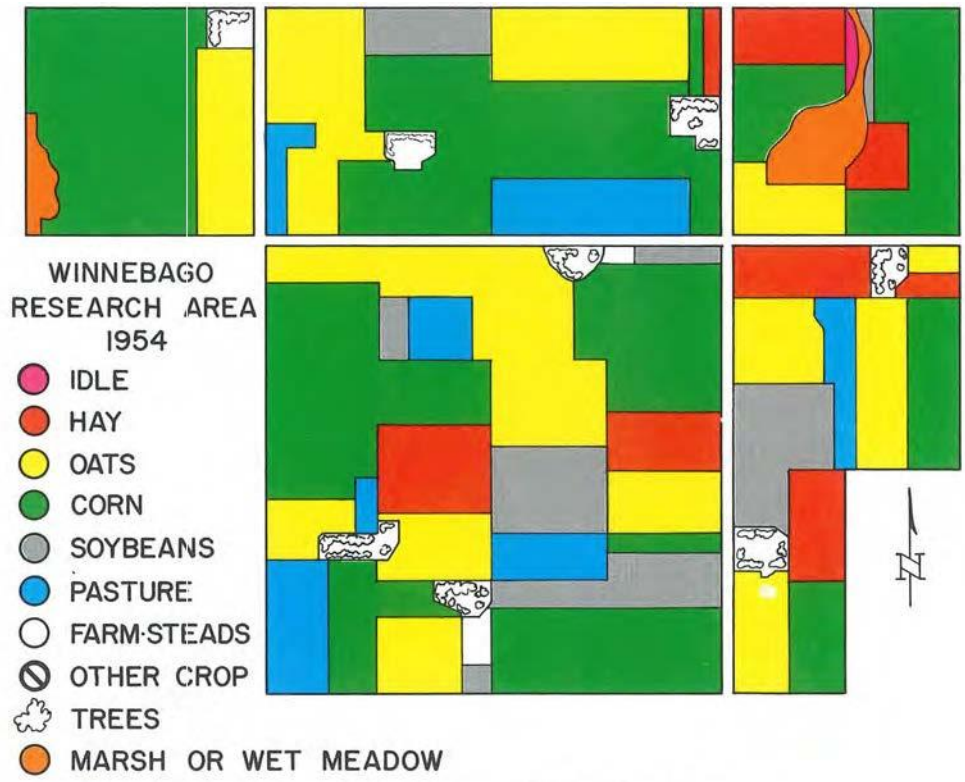 WINNEBAGO
RESEARCH AREA
1954
IDLE
HAY
OATS
CORN
SOYBEANS
PASTURE
FARM-STEADS
OTHER CROP
TREES
MARSH OR WET MEADOW
N